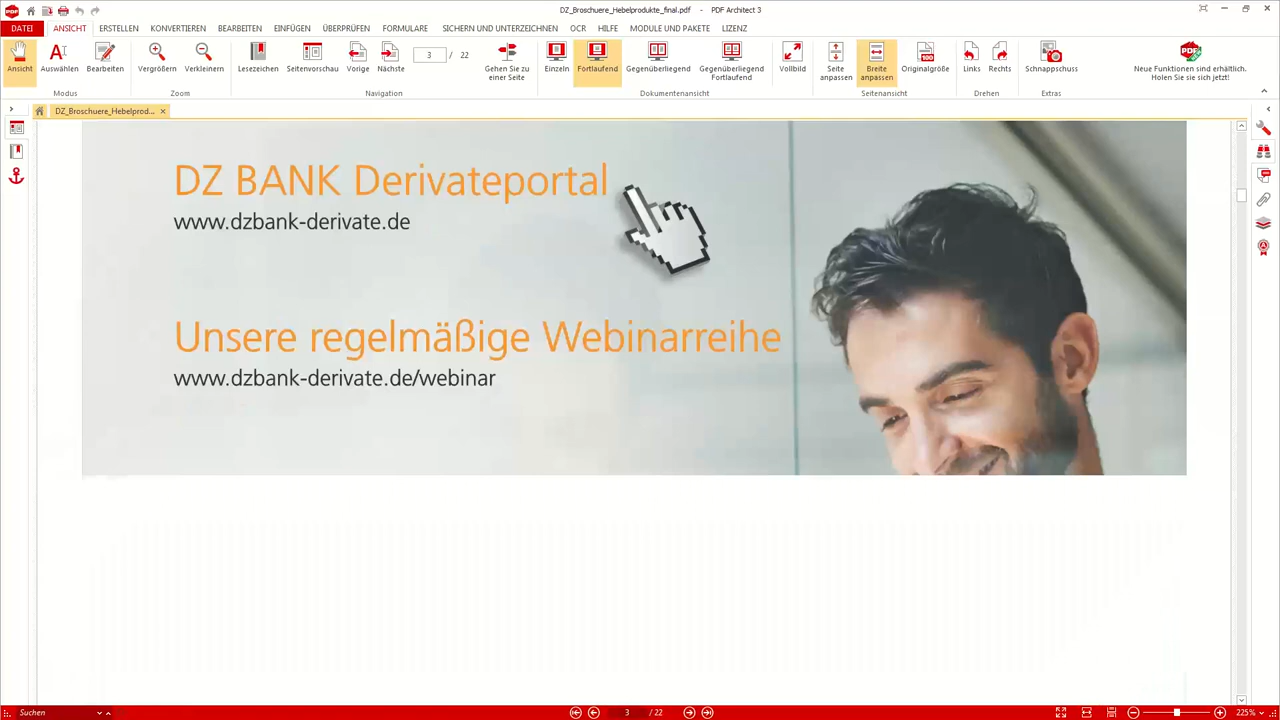 DZ_Broschuere_Hebelprodukte_final.pdf - PDF Architect 3
DATEI ANSICHT ERSTELLEN KONVERTIEREN BEARBEITEN EINFÜGEN ÜBERPRÜFEN FORMULARE SICHERN UND UNTERZEICHNEN OCR HILFE MODULE UND PAKETE LIZENZ
Ansicht Auswählen Bearbeiten Vergrößern Verkleinern Lesezeichen Seitenvorschau Vorige Nächste 3 / 22 Gehen Sie zu einer Seite Einzeln Fortlaufend Gegenüberliegend Gegenüberliegend Fortlaufend Vollbild Seite anpassen Breite anpassen Originalgröße Links Rechts Schnappschuss Neue Funktionen sind erhältlich. Holen Sie sie sich jetzt!
Modus Zoom Navigation Dokumentenansicht Seitenansicht Drehen Extras
DZ_Broschuere_Hebelprod...
DZ BANK Derivateportal
www.dzbank-derivate.de
Unsere regelmäßige Webinarreihe
www.dzbank-derivate.de/webinar
Suchen 3 / 22 225%